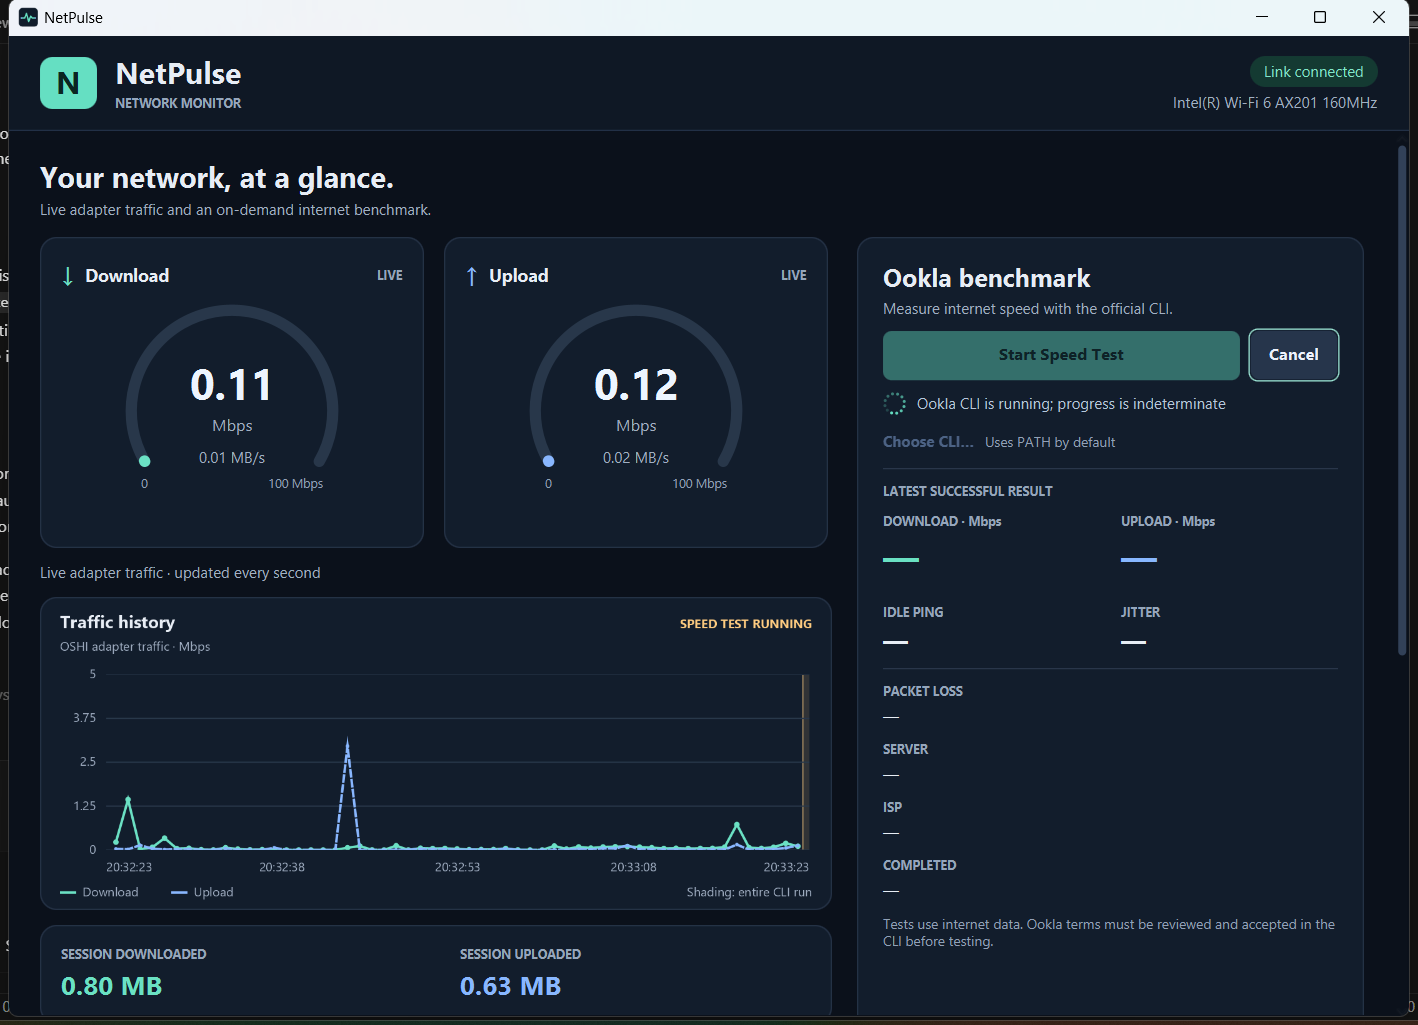 NetPulse
N
NetPulse
NETWORK MONITOR
Link connected
Intel(R) Wi-Fi 6 AX201 160MHz
Your network, at a glance.
Live adapter traffic and an on-demand internet benchmark.
↓ Download LIVE
0.11
Mbps
0.01 MB/s
0 100 Mbps
↑ Upload LIVE
0.12
Mbps
0.02 MB/s
0 100 Mbps
Live adapter traffic · updated every second
Traffic history SPEED TEST RUNNING
OSHI adapter traffic · Mbps
5
3.75
2.5
1.25
0
20:32:23 20:32:38 20:32:53 20:33:08 20:33:23
Download Upload Shading: entire CLI run
SESSION DOWNLOADED SESSION UPLOADED
0.80 MB 0.63 MB
Ookla benchmark
Measure internet speed with the official CLI.
Start Speed Test Cancel
Ookla CLI is running; progress is indeterminate
Choose CLI... Uses PATH by default
LATEST SUCCESSFUL RESULT
DOWNLOAD · Mbps UPLOAD · Mbps
— —
IDLE PING JITTER
— —
PACKET LOSS
—
SERVER
—
ISP
—
COMPLETED
—
Tests use internet data. Ookla terms must be reviewed and accepted in the
CLI before testing.